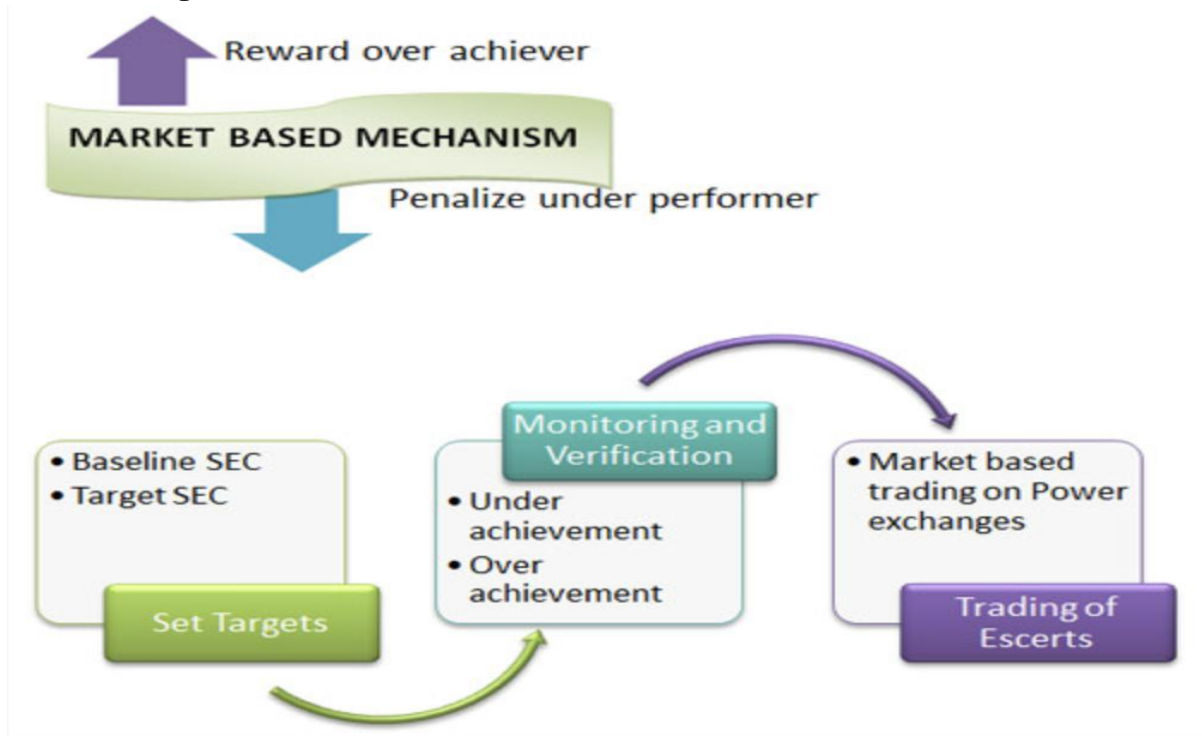 Reward over achiever
MARKET BASED MECHANISM
Penalize under performer
• Baseline SEC
• Target SEC
Set Targets
Monitoring and
Verification
• Under
achievement
• Over
achievement
• Market based
trading on Power
exchanges
Trading of
Escerts